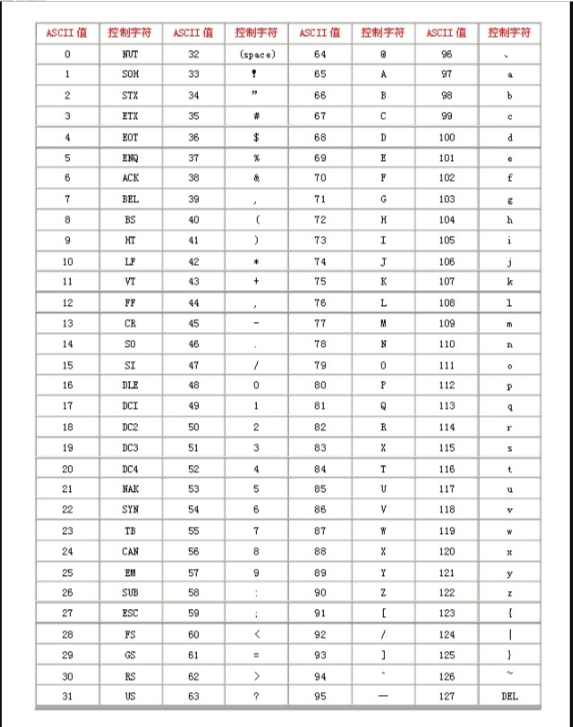 ASCII 值 控制字符 ASCII 值 控制字符 ASCII 值 控制字符 ASCII 值 控制字符
0 NUT 32 (space) 64 @ 96 、
1 SOH 33 ! 65 A 97 a
2 STX 34 ” 66 B 98 b
3 ETX 35 # 67 C 99 c
4 EOT 36 $ 68 D 100 d
5 ENQ 37 % 69 E 101 e
6 ACK 38 & 70 F 102 f
7 BEL 39 , 71 G 103 g
8 BS 40 ( 72 H 104 h
9 HT 41 ) 73 I 105 i
10 LF 42 * 74 J 106 j
11 VT 43 + 75 K 107 k
12 FF 44 , 76 L 108 l
13 CR 45 - 77 M 109 m
14 SO 46 . 78 N 110 n
15 SI 47 / 79 O 111 o
16 DLE 48 0 80 P 112 p
17 DCI 49 1 81 Q 113 q
18 DC2 50 2 82 R 114 r
19 DC3 51 3 83 X 115 s
20 DC4 52 4 84 T 116 t
21 NAK 53 5 85 U 117 u
22 SYN 54 6 86 V 118 v
23 TB 55 7 87 W 119 w
24 CAN 56 8 88 X 120 x
25 EM 57 9 89 Y 121 y
26 SUB 58 : 90 Z 122 z
27 ESC 59 ; 91 [ 123 {
28 FS 60 < 92 / 124 |
29 GS 61 = 93 ] 125 }
30 RS 62 > 94 ^ 126 ~
31 US 63 ? 95 — 127 DEL